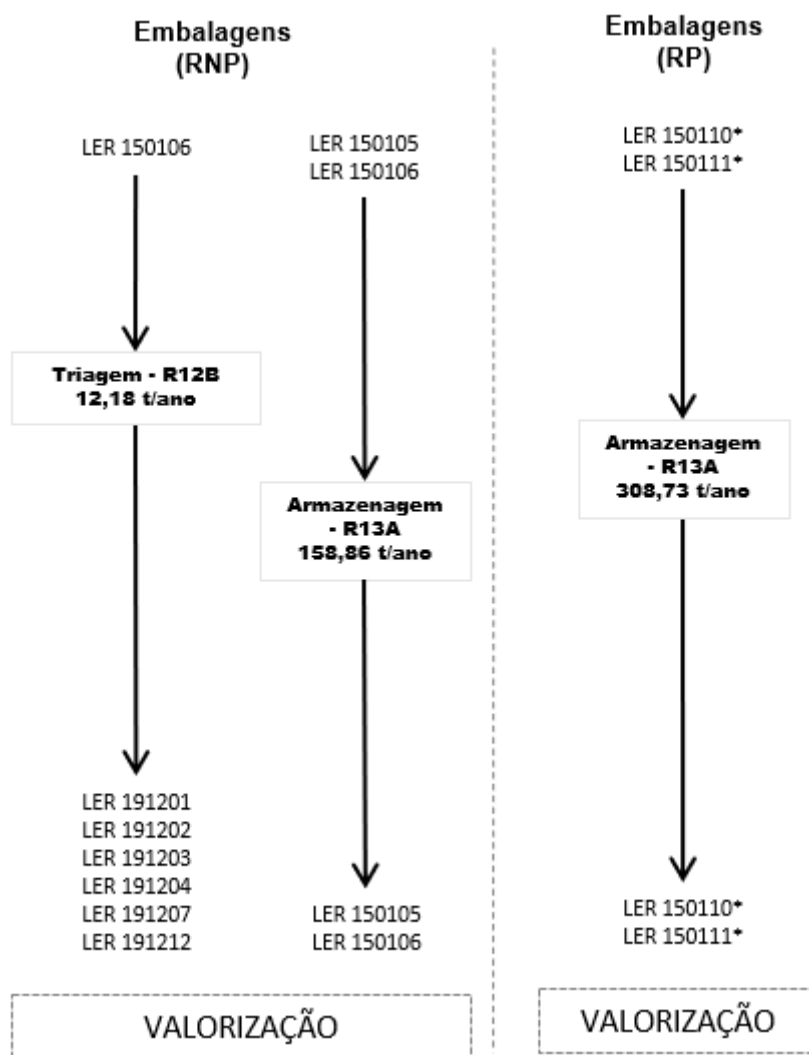 Embalagens
(RNP)
LER 150106
LER 150105
LER 150106
Triagem - R12B
12,18 t/ano
Armazenagem
- R13A
158,86 t/ano
LER 191201
LER 191202
LER 191203
LER 191204
LER 191207
LER 191212
LER 150105
LER 150106
VALORIZAÇÃO
Embalagens
(RP)
LER 150110*
LER 150111*
Armazenagem
- R13A
308,73 t/ano
LER 150110*
LER 150111*
VALORIZAÇÃO